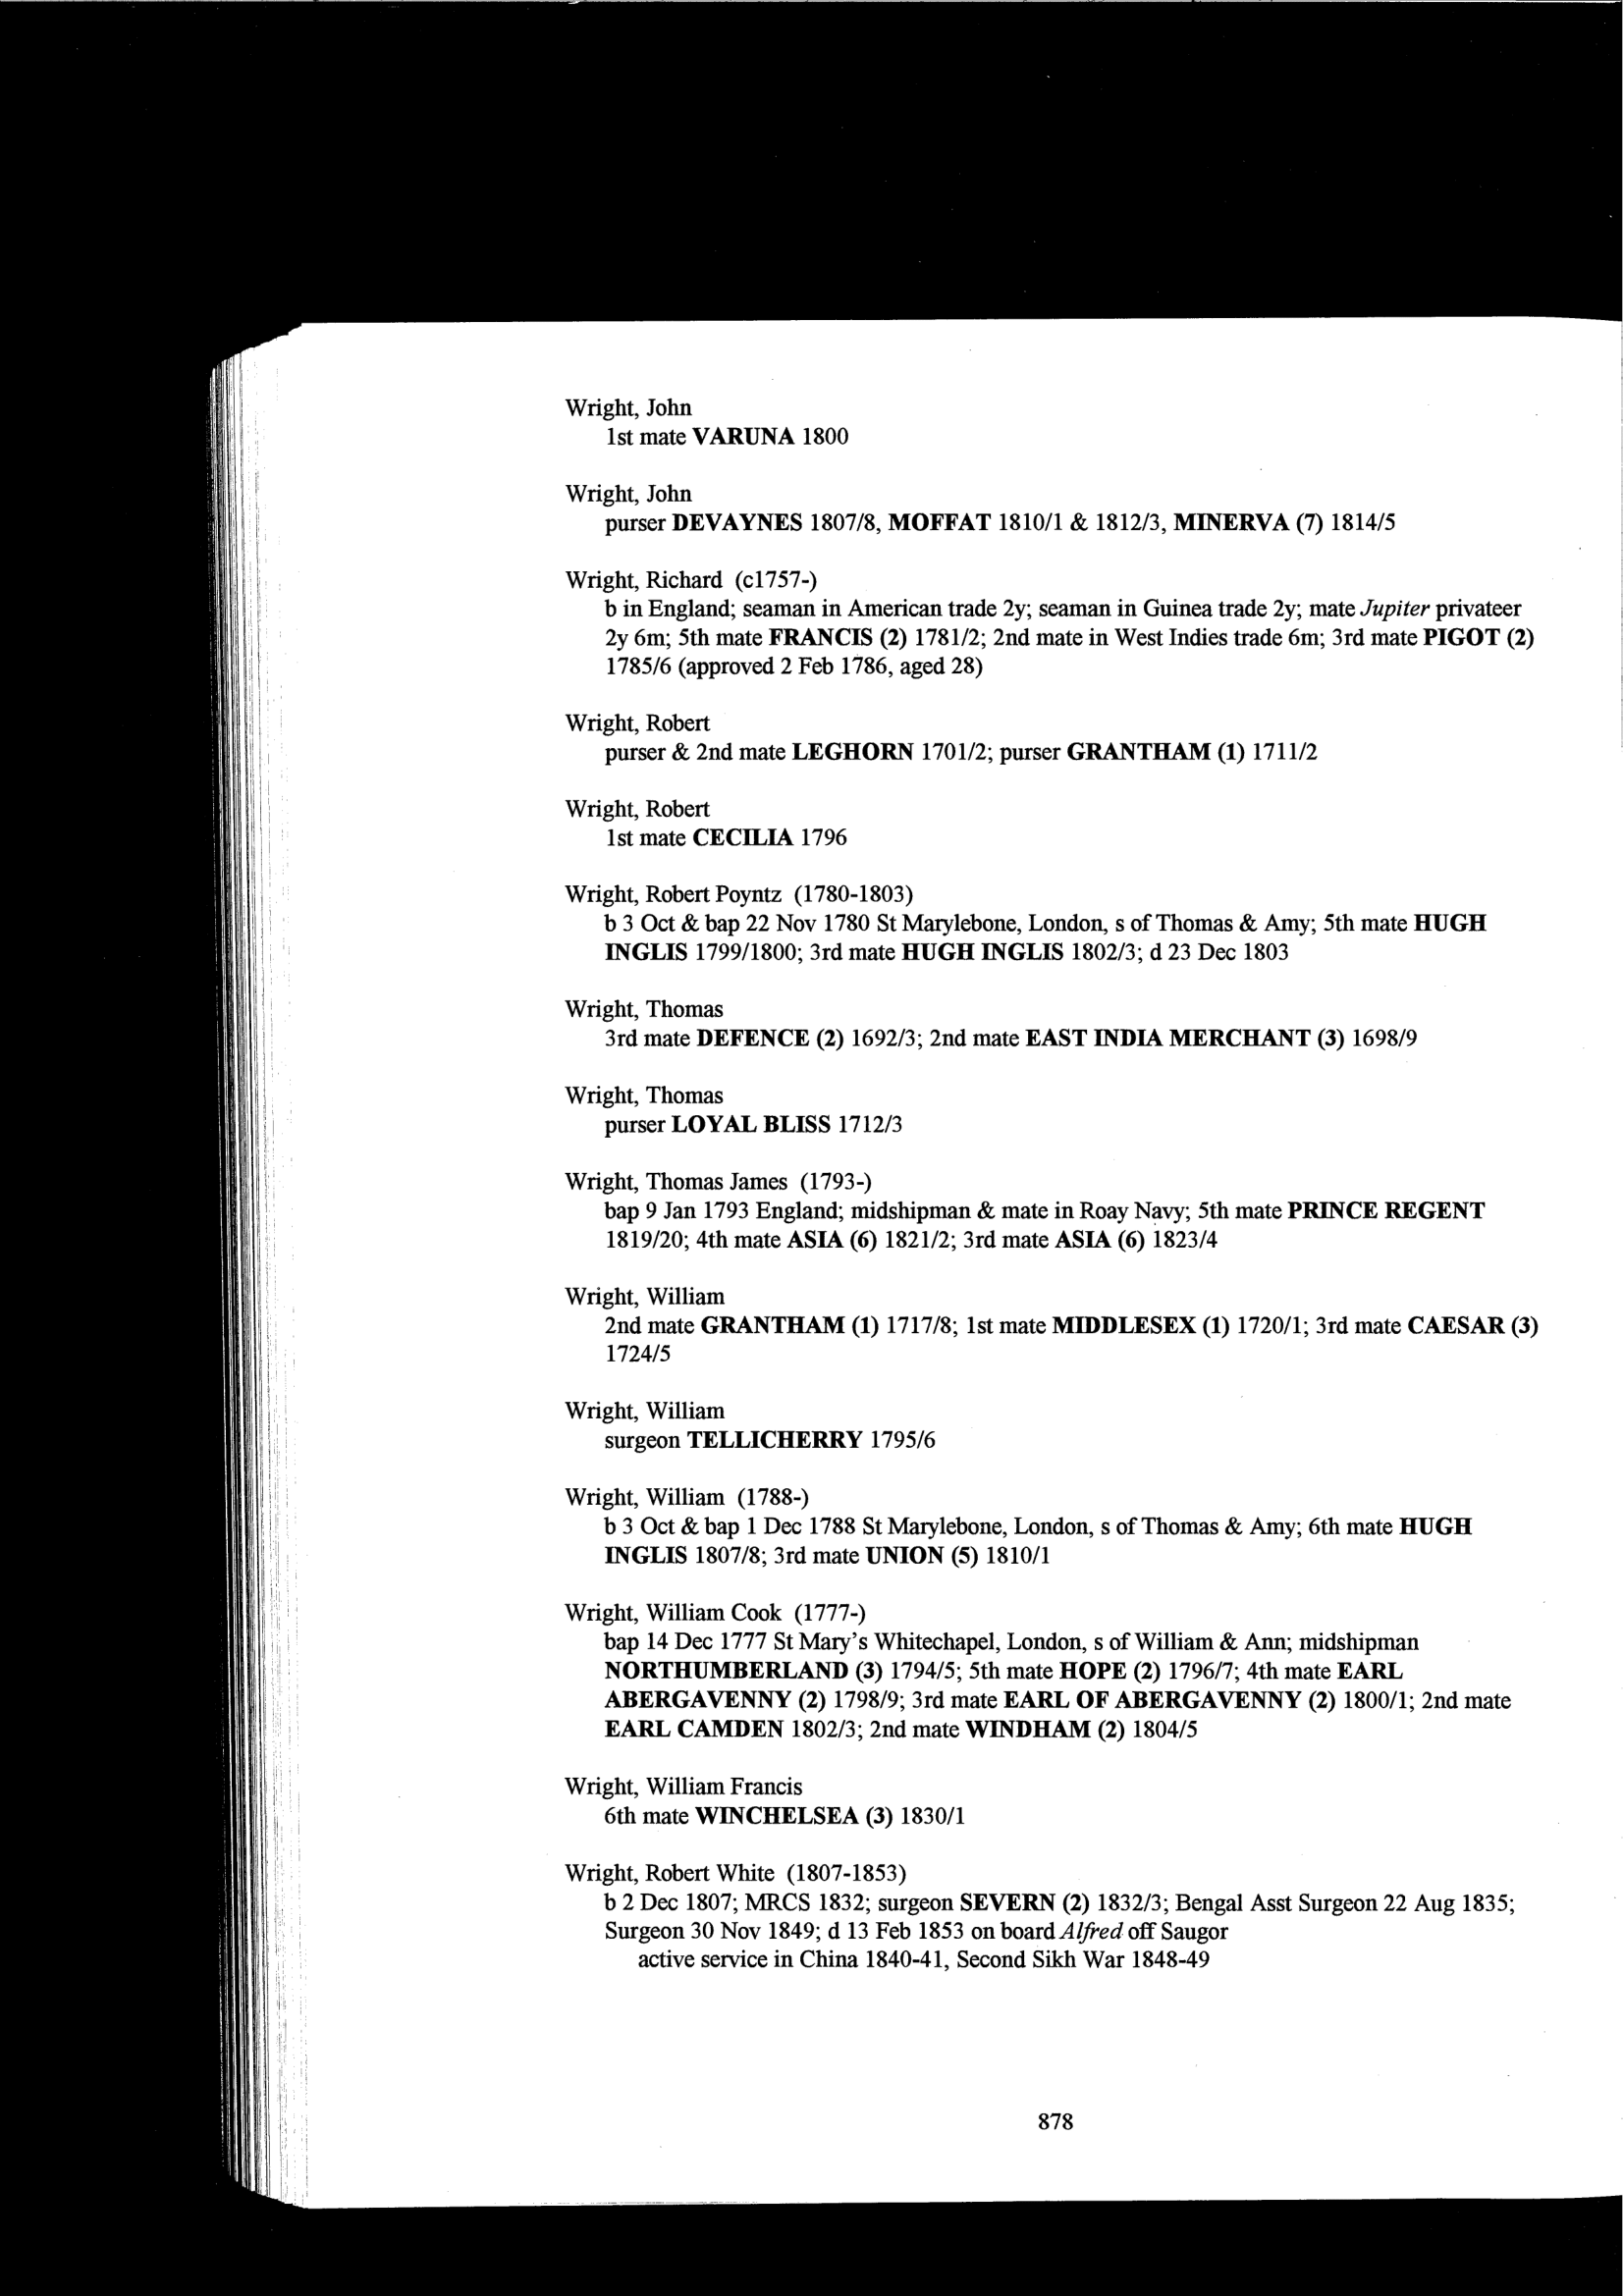 Wright, John
1st mate VARUNA 1800
Wright, John
purser DEVAYNES 1807/8, MOFFAT 1810/1 & 1812/3, MINERVA (7) 1814/5
Wright, Richard (c1757-)
b in England; seaman in American trade 2y; seaman in Guinea trade 2y; mate Jupiter privateer
2y 6m; 5th mate FRANCIS (2) 1781/2; 2nd mate in West Indies trade 6m; 3rd mate PIGOT (2)
1785/6 (approved 2 Feb 1786, aged 28)
Wright, Robert
purser & 2nd mate LEGHORN 1701/2; purser GRANTHAM (1) 1711/2
Wright, Robert
1st mate CECILIA 1796
Wright, Robert Poyntz (1780-1803)
b 3 Oct & bap 22 Nov 1780 St Marylebone, London, s of Thomas & Amy; 5th mate HUGH
INGLIS 1799/1800; 3rd mate HUGH INGLIS 1802/3; d 23 Dec 1803
Wright, Thomas
3rd mate DEFENCE (2) 1692/3; 2nd mate EAST INDIA MERCHANT (3) 1698/9
Wright, Thomas
purser LOYAL BLISS 1712/3
Wright, Thomas James (1793-)
bap 9 Jan 1793 England; midshipman & mate in Roay Navy; 5th mate PRINCE REGENT
1819/20; 4th mate ASIA (6) 1821/2; 3rd mate ASIA (6) 1823/4
Wright, William
2nd mate GRANTHAM (1) 1717/8; 1st mate MIDDLESEX (1) 1720/1; 3rd mate CAESAR (3)
1724/5
Wright, William
surgeon TELLICHERRY 1795/6
Wright, William (1788-)
b 3 Oct & bap 1 Dec 1788 St Marylebone, London, s of Thomas & Amy; 6th mate HUGH
INGLIS 1807/8; 3rd mate UNION (5) 1810/1
Wright, William Cook (1777-)
bap 14 Dec 1777 St Mary's Whitechapel, London, s of William & Ann; midshipman
NORTHUMBERLAND (3) 1794/5; 5th mate HOPE (2) 1796/7; 4th mate EARL
ABERGAVENNY (2) 1798/9; 3rd mate EARL OF ABERGAVENNY (2) 1800/1; 2nd mate
EARL CAMDEN 1802/3; 2nd mate WINDHAM (2) 1804/5
Wright, William Francis
6th mate WINCHELSEA (3) 1830/1
Wright, Robert White (1807-1853)
b 2 Dec 1807; MRCS 1832; surgeon SEVERN (2) 1832/3; Bengal Asst Surgeon 22 Aug 1835;
Surgeon 30 Nov 1849; d 13 Feb 1853 on board Alfred off Saugor
active service in China 1840-41, Second Sikh War 1848-49
878